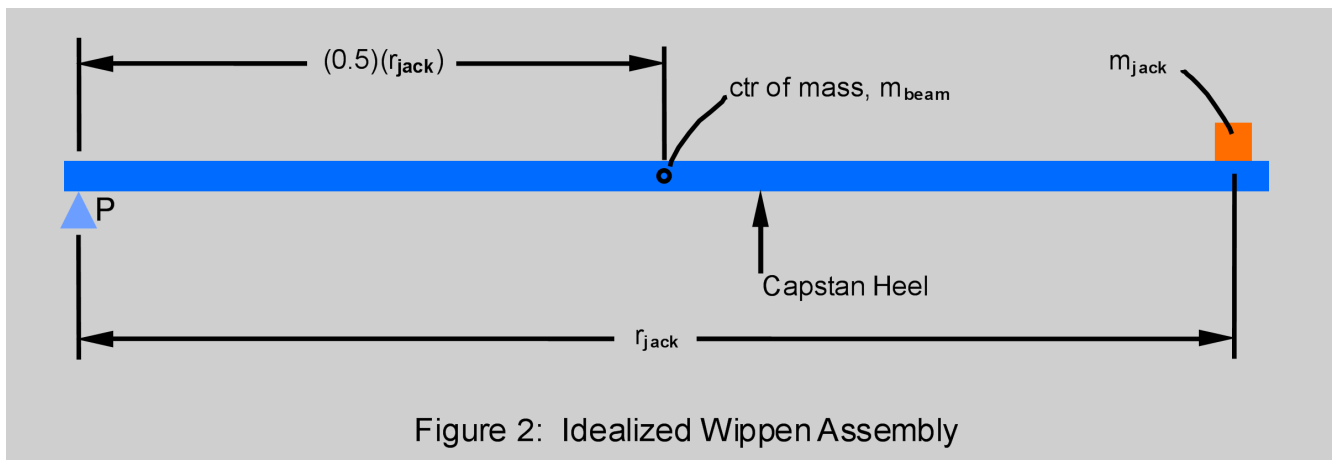 (0.5)(rjack)
mjack
ctr of mass, mbeam
P
Capstan Heel
rjack
Figure 2: Idealized Wippen Assembly